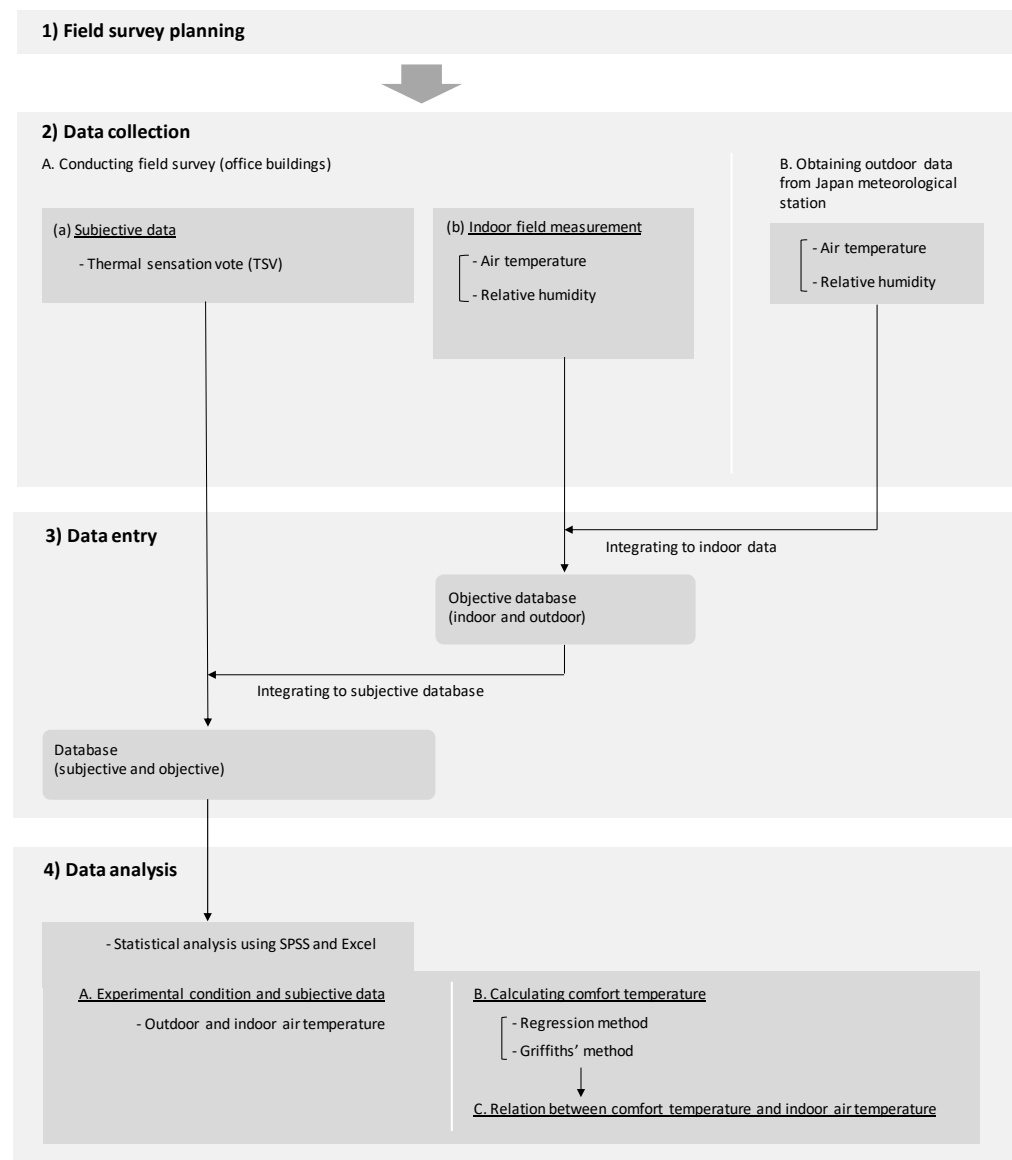 1) Field survey planning
2) Data collection
A. Conducting field survey (office buildings)
B. Obtaining outdoor data
from Japan meteorological
station
(a) Subjective data
- Thermal sensation vote (TSV)
(b) Indoor field measurement
- Air temperature
- Relative humidity
- Air temperature
- Relative humidity
3) Data entry
Integrating to indoor data
Objective database
(indoor and outdoor)
Integrating to subjective database
Database
(subjective and objective)
4) Data analysis
- Statistical analysis using SPSS and Excel
A. Experimental condition and subjective data
- Outdoor and indoor air temperature
B. Calculating comfort temperature
- Regression method
- Griffiths’ method
C. Relation between comfort temperature and indoor air temperature